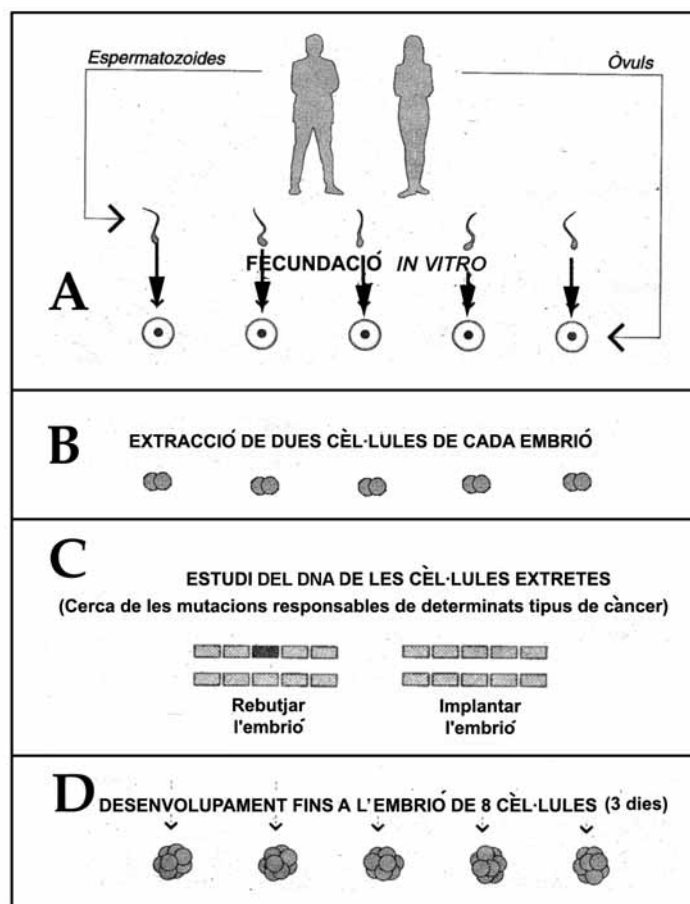 Espermatozoides
Òvuls
FECUNDACIÓ IN VITRO
A
B
EXTRACCIÓ DE DUES CÈL·LULES DE CADA EMBRIÓ
C
ESTUDI DEL DNA DE LES CÈL·LULES EXTRETES
(Cerca de les mutacions responsables de determinats tipus de càncer)
Rebutjar
l'embrió
Implantar
l'embrió
D
DESENVOLUPAMENT FINS A L'EMBRIÓ DE 8 CÈL·LULES (3 dies)